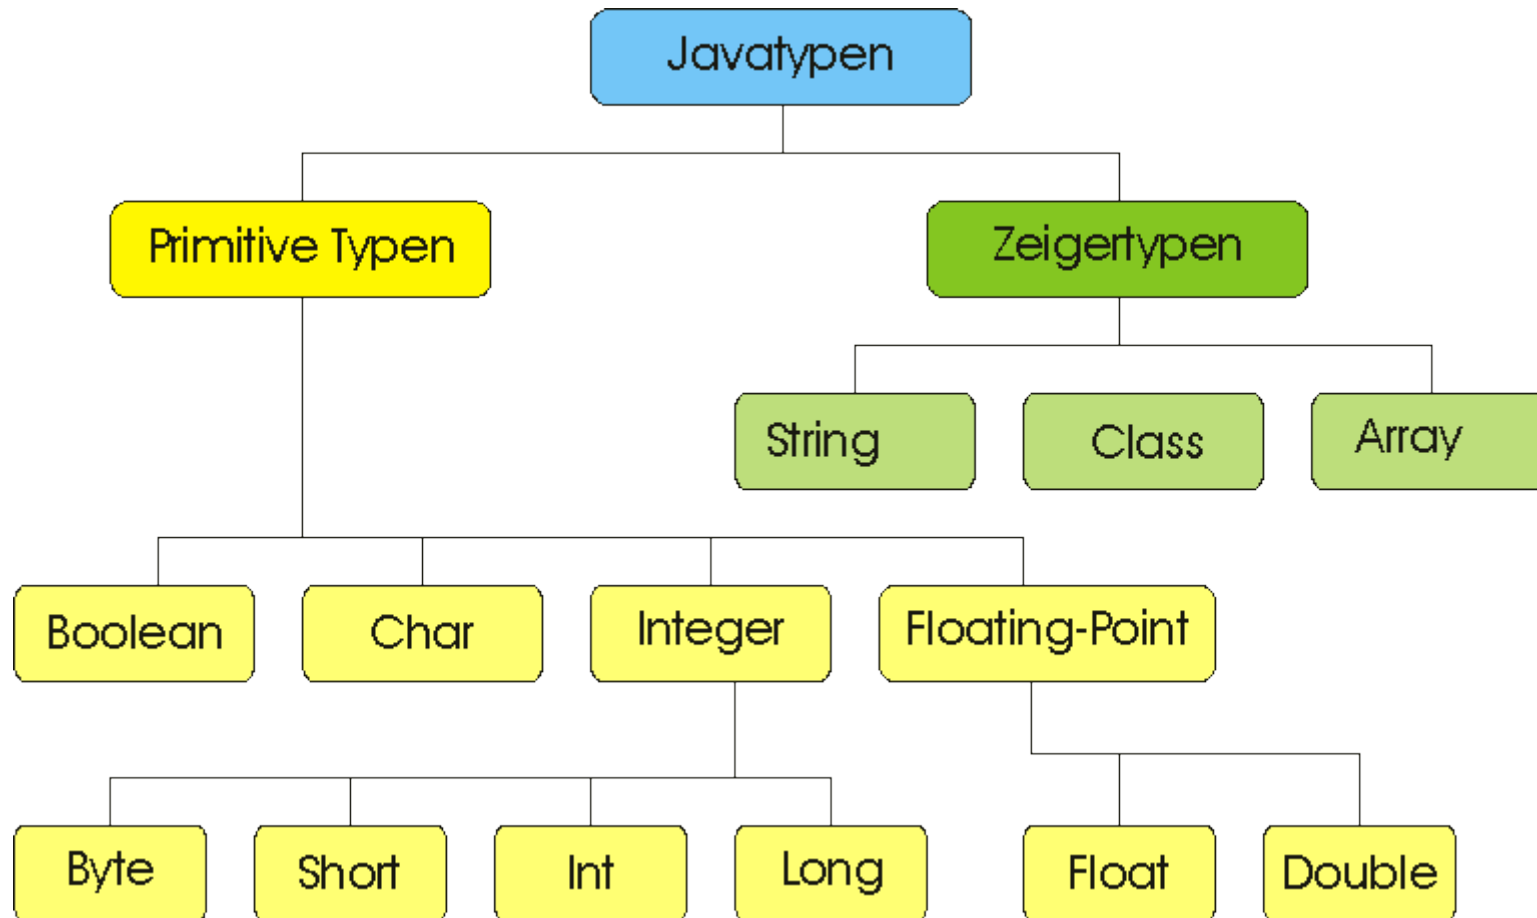 Javatypen
Primitive Typen
Zeigertypen
String
Class
Array
Boolean
Char
Integer
Floating-Point
Byte
Short
Int
Long
Float
Double